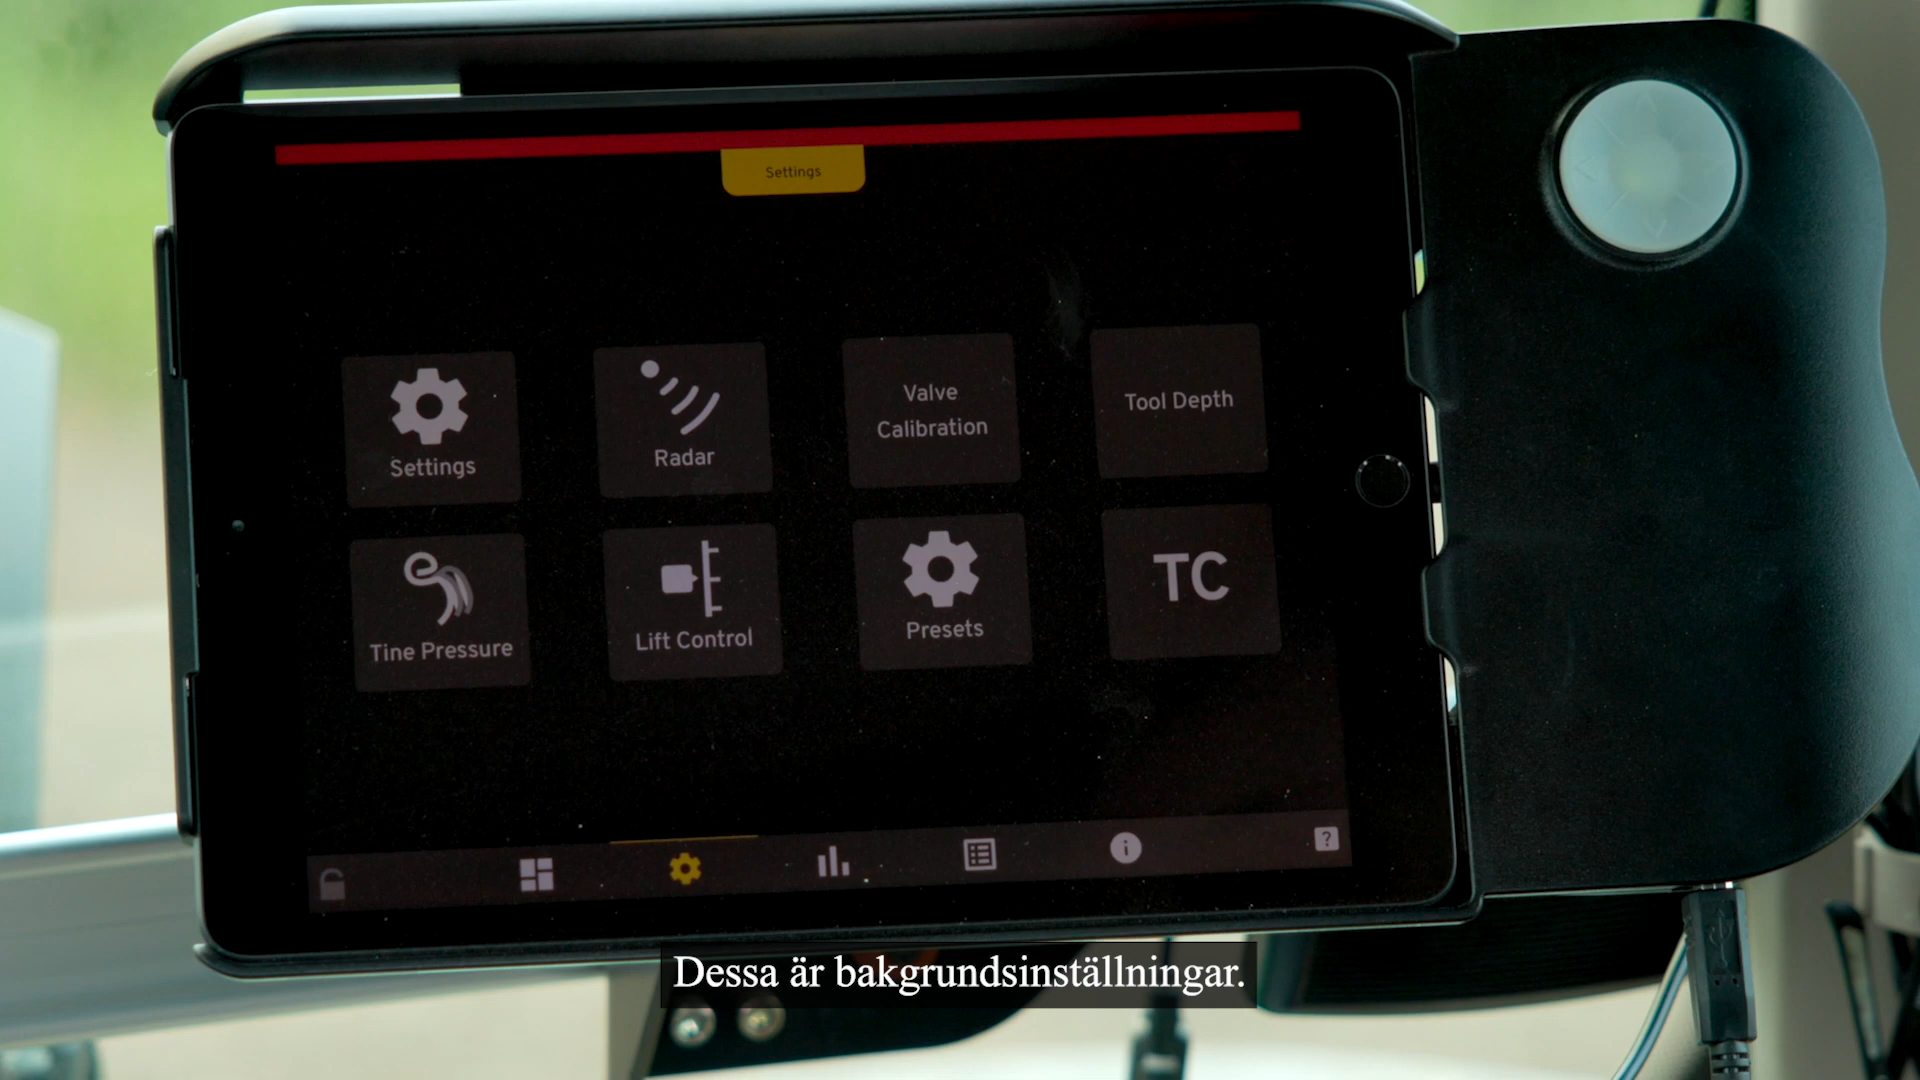 Settings
Settings
Radar
Valve
Calibration
Tool Depth
Tine Pressure
Lift Control
Presets
TC
Dessa är bakgrundsinställningar.